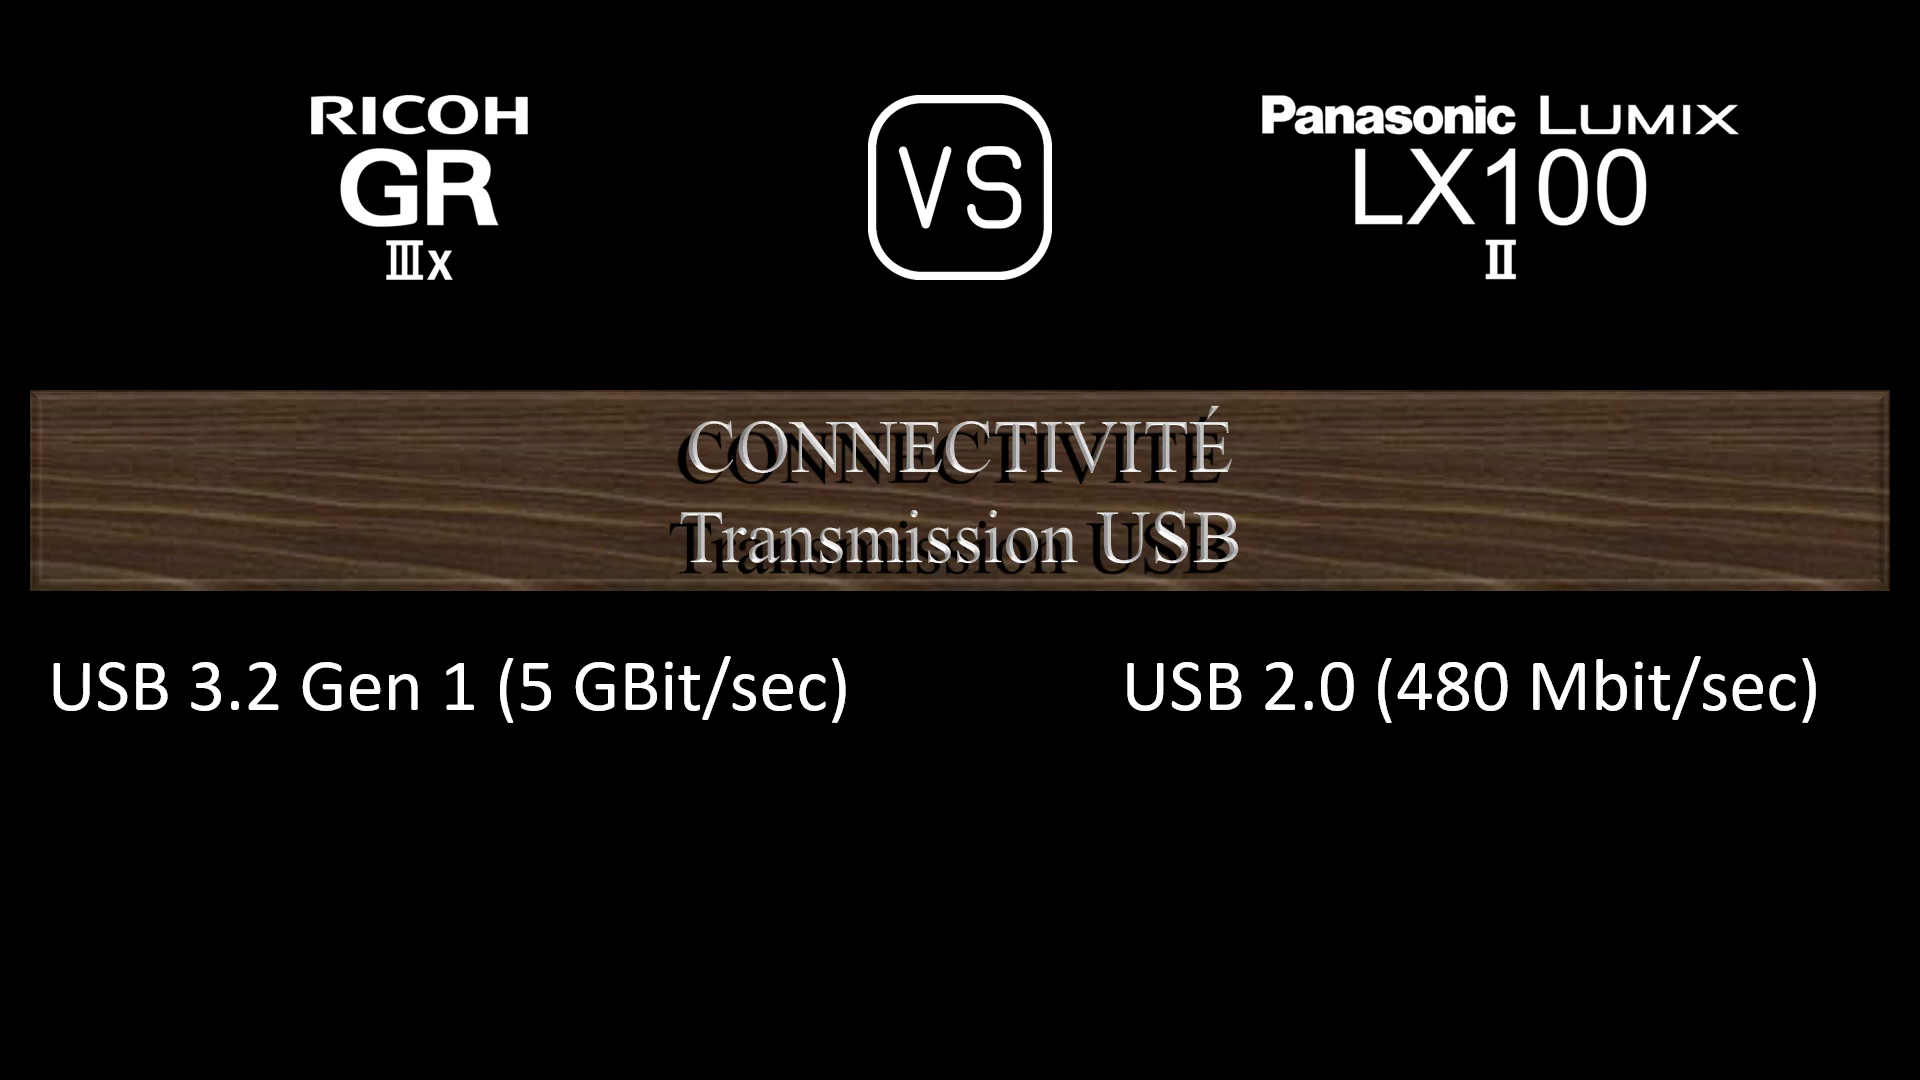 RICOH
GR
IIIx
VS
Panasonic LUMIX
LX100
II
CONNECTIVITÉ
Transmission USB
USB 3.2 Gen 1 (5 GBit/sec)
USB 2.0 (480 Mbit/sec)